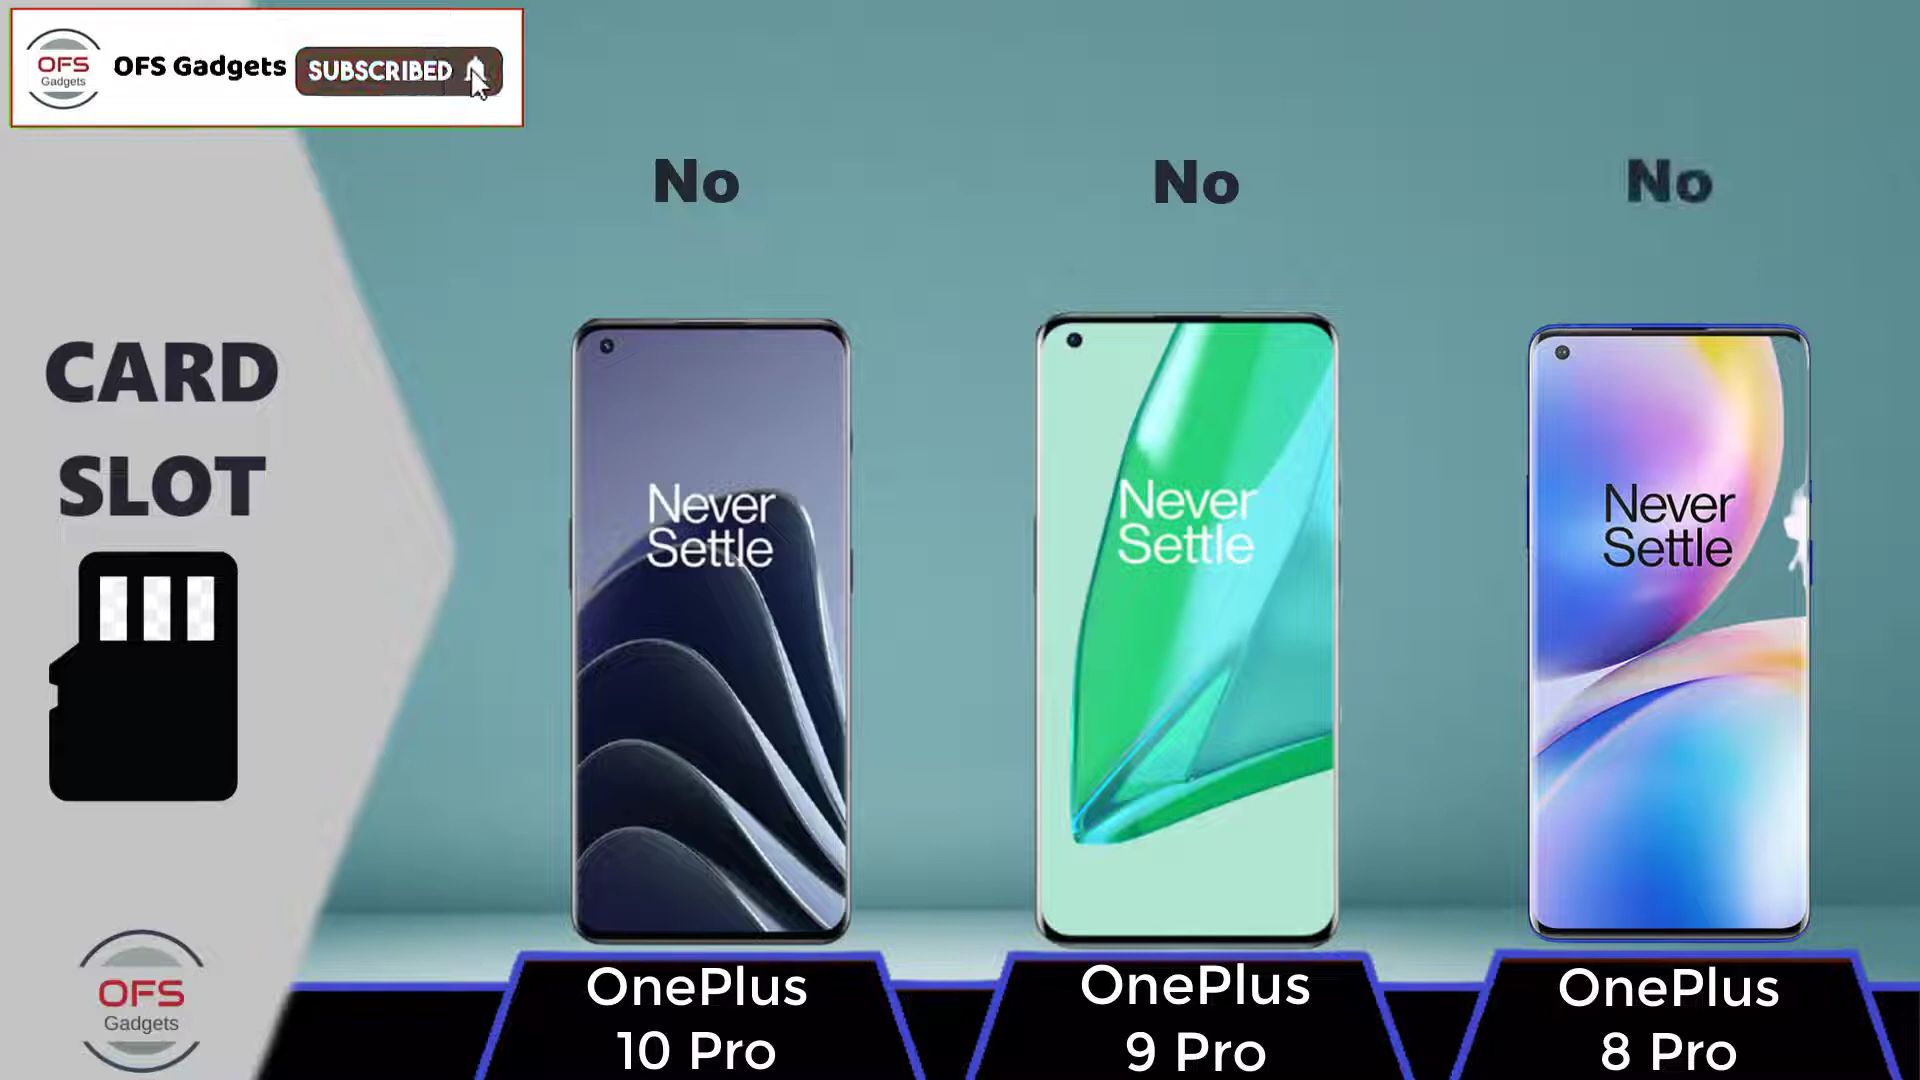 OFS
Gadgets
OFS Gadgets
SUBSCRIBED
No
No
No
CARD
SLOT
Never
Settle
Never
Settle
Never
Settle
OFS
Gadgets
OnePlus
10 Pro
OnePlus
9 Pro
OnePlus
8 Pro